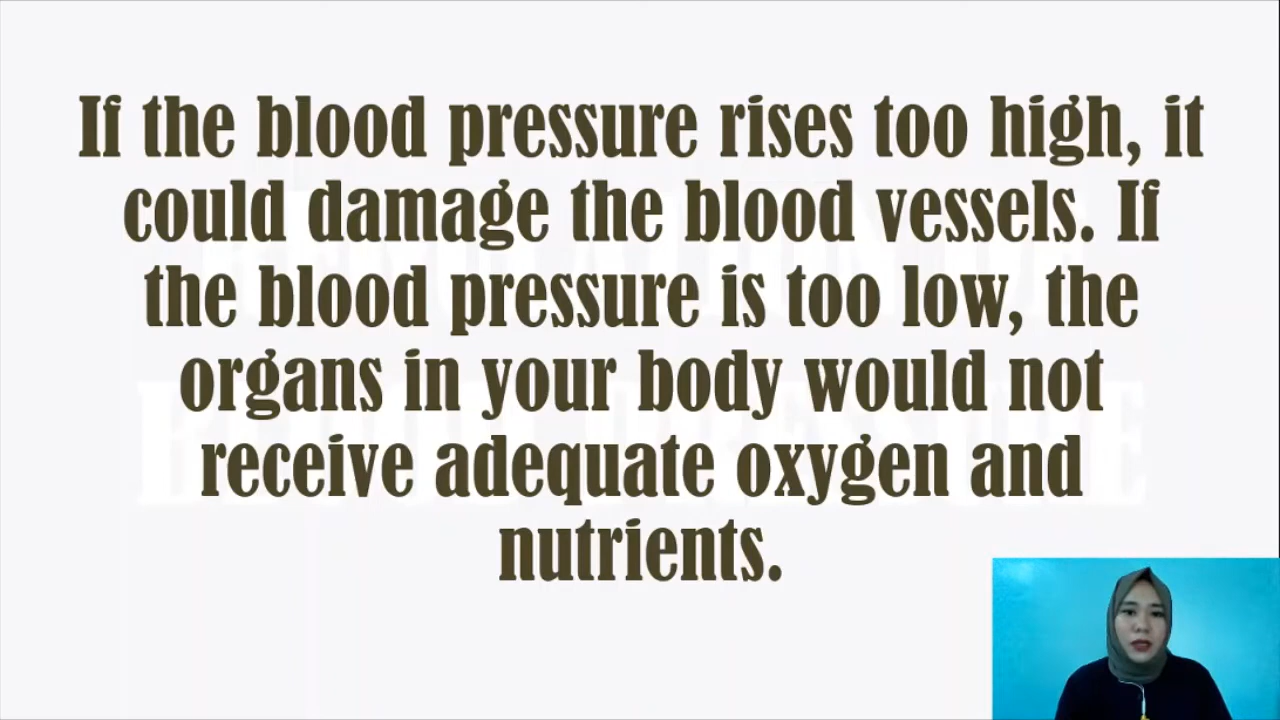 If the blood pressure rises too high, it
could damage the blood vessels. If
the blood pressure is too low, the
organs in your body would not
receive adequate oxygen and
nutrients.